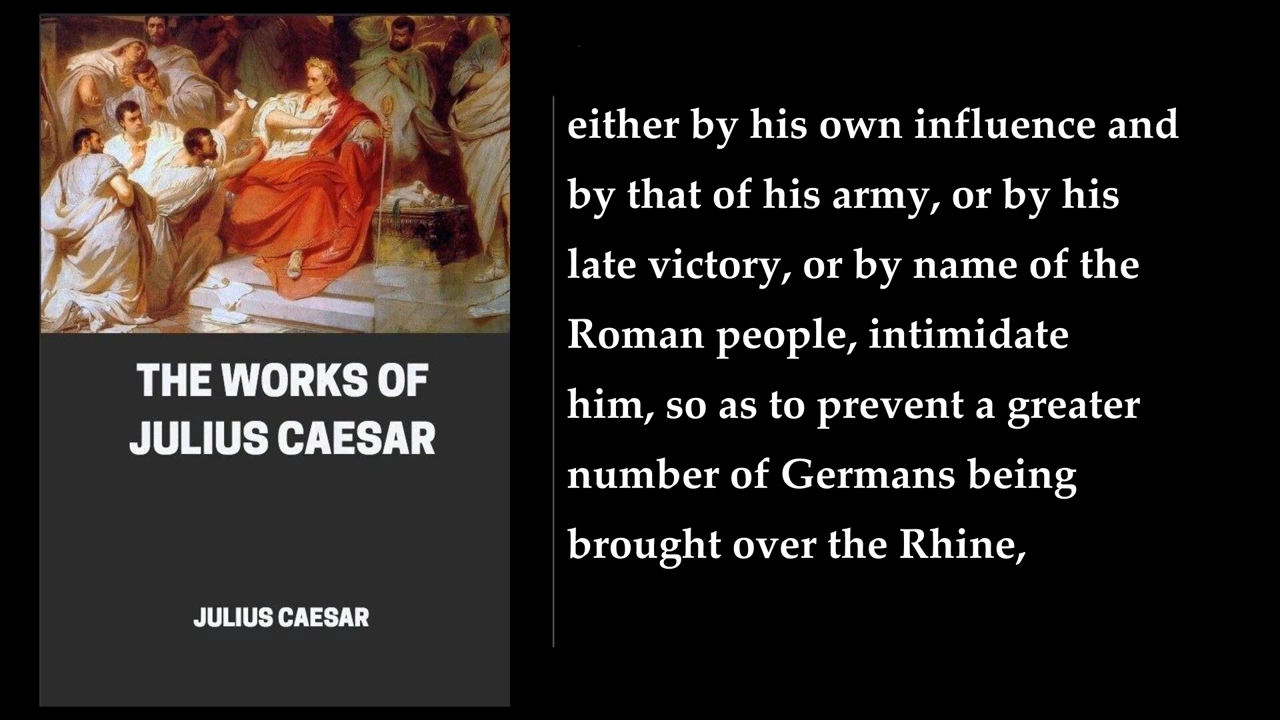 THE WORKS OF
JULIUS CAESAR
JULIUS CAESAR
either by his own influence and
by that of his army, or by his
late victory, or by name of the
Roman people, intimidate
him, so as to prevent a greater
number of Germans being
brought over the Rhine,